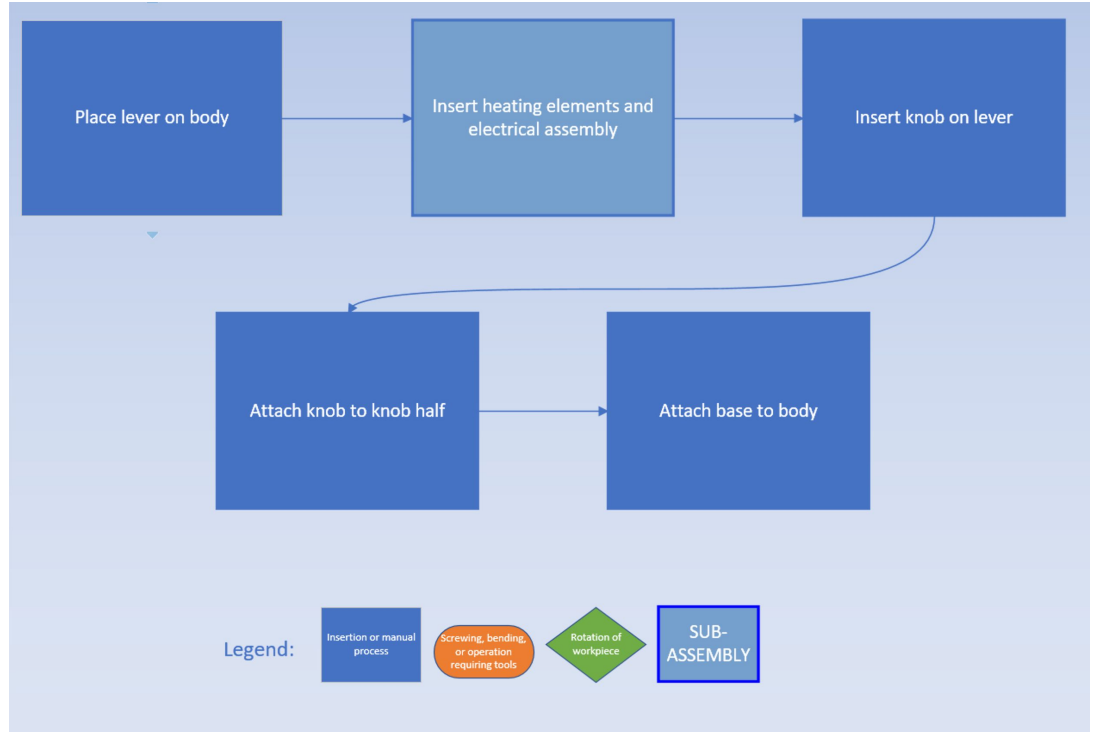 Place lever on body
Insert heating elements and
electrical assembly
Insert knob on lever
Attach knob to knob half
Attach base to body
Legend:
Insertion or manual
process
Screwing, bending,
or operation
requiring tools
Rotation of
workpiece
SUB-
ASSEMBLY